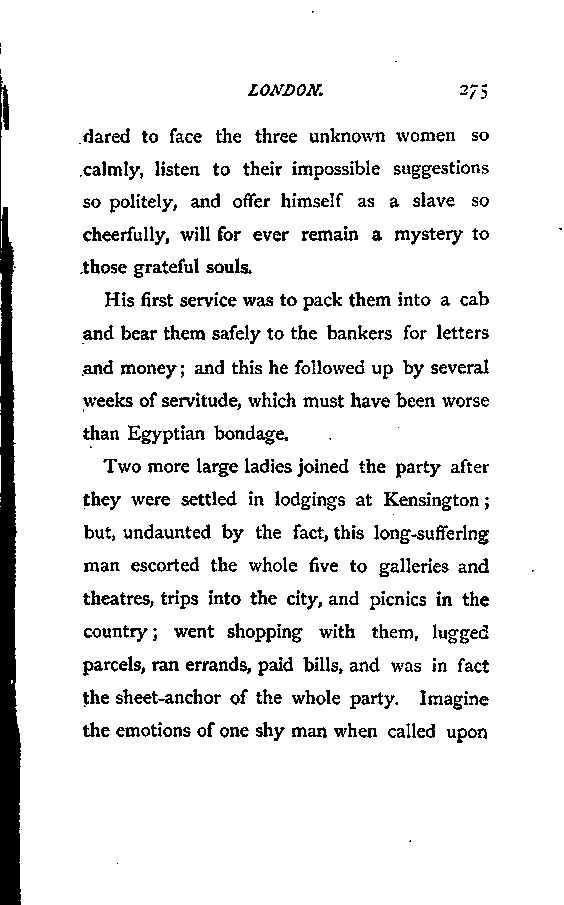 LONDON. 275
dared to face the three unknown women so
calmly, listen to their impossible suggestions
so politely, and offer himself as a slave so
cheerfully, will for ever remain a mystery to
those grateful souls.
His first service was to pack them into a cab
and bear them safely to the bankers for letters
and money; and this he followed up by several
weeks of servitude, which must have been worse
than Egyptian bondage.
Two more large ladies joined the party after
they were settled in lodgings at Kensington;
but, undaunted by the fact, this long-suffering
man escorted the whole five to galleries and
theatres, trips into the city, and picnics in the
country; went shopping with them, lugged
parcels, ran errands, paid bills, and was in fact
the sheet-anchor of the whole party. Imagine
the emotions of one shy man when called upon